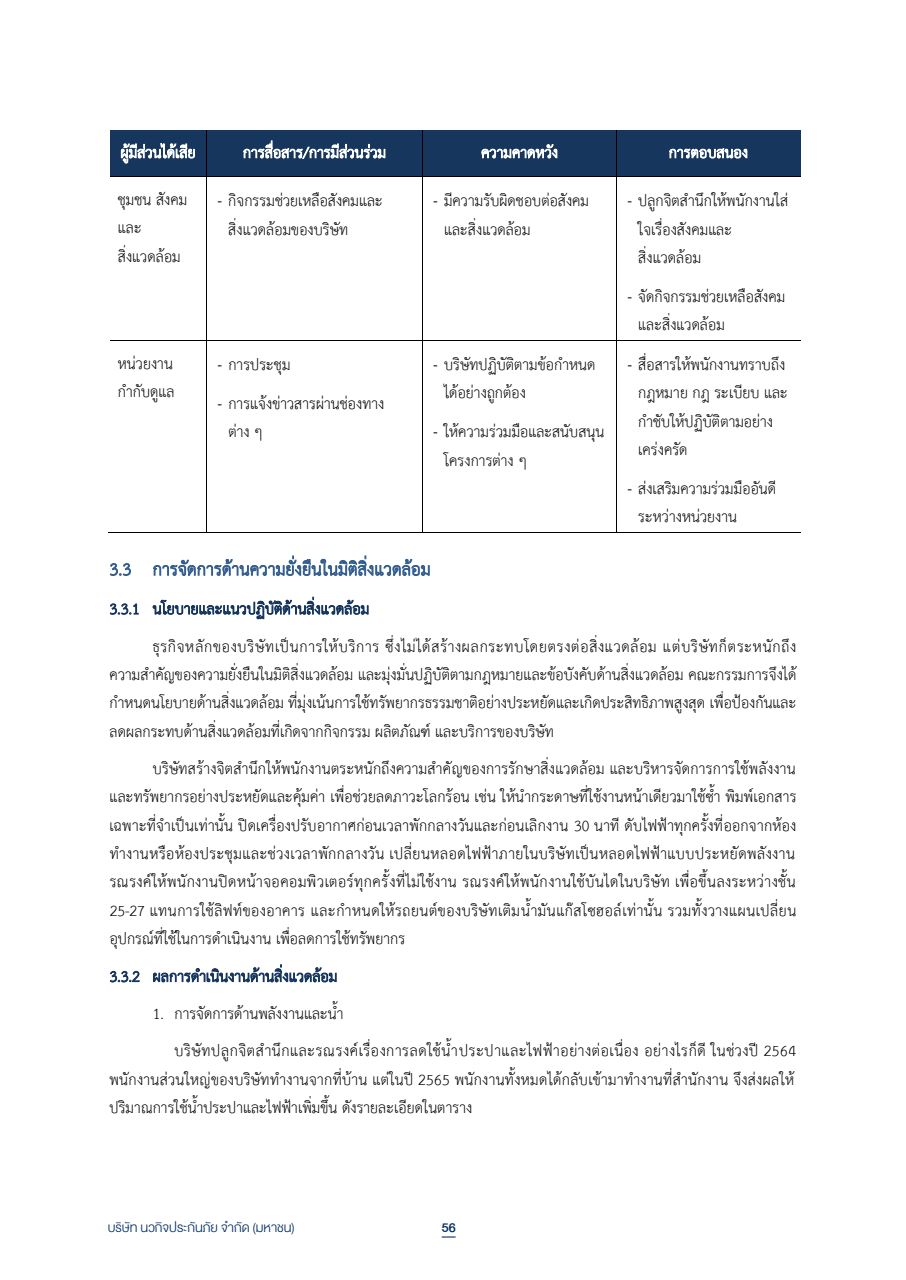 ผู้มีส่วนได้เสีย การสื่อสาร/การมีส่วนร่วม ความคาดหวัง การตอบสนอง
ชุมชน สังคม
และ
สิ่งแวดล้อม
- กิจกรรมช่วยเหลือสังคมและ
สิ่งแวดล้อมของบริษัท
- มีความรับผิดชอบต่อสังคม
และสิ่งแวดล้อม
- ปลูกจิตสำนึกให้พนักงานใส่
ใจเรื่องสังคมและ
สิ่งแวดล้อม
- จัดกิจกรรมช่วยเหลือสังคม
และสิ่งแวดล้อม
หน่วยงาน
กำกับดูแล
- การประชุม
- การแจ้งข่าวสารผ่านช่องทาง
ต่าง ๆ
- บริษัทปฏิบัติตามข้อกำหนด
ได้อย่างถูกต้อง
- ให้ความร่วมมือและสนับสนุน
โครงการต่าง ๆ
- สื่อสารให้พนักงานทราบถึง
กฎหมาย กฎ ระเบียบ และ
กำชับให้ปฏิบัติตามอย่าง
เคร่งครัด
- ส่งเสริมความร่วมมืออันดี
ระหว่างหน่วยงาน
3.3 การจัดการด้านความยั่งยืนในมิติสิ่งแวดล้อม
3.3.1 นโยบายและแนวปฏิบัติด้านสิ่งแวดล้อม
ธุรกิจหลักของบริษัทเป็นการให้บริการ ซึ่งไม่ได้สร้างผลกระทบโดยตรงต่อสิ่งแวดล้อม แต่บริษัทก็ตระหนักถึง
ความสำคัญของความยั่งยืนในมิติสิ่งแวดล้อม และมุ่งมั่นปฏิบัติตามกฎหมายและข้อบังคับด้านสิ่งแวดล้อม คณะกรรมการจึงได้
กำหนดนโยบายด้านสิ่งแวดล้อม ที่มุ่งเน้นการใช้ทรัพยากรธรรมชาติอย่างประหยัดและเกิดประสิทธิภาพสูงสุด เพื่อป้องกันและ
ลดผลกระทบด้านสิ่งแวดล้อมที่เกิดจากกิจกรรม ผลิตภัณฑ์ และบริการของบริษัท
บริษัทสร้างจิตสำนึกให้พนักงานตระหนักถึงความสำคัญของการรักษาสิ่งแวดล้อม และบริหารจัดการการใช้พลังงาน
และทรัพยากรอย่างประหยัดและคุ้มค่า เพื่อช่วยลดภาวะโลกร้อน เช่น ให้นำกระดาษที่ใช้งานหน้าเดียวมาใช้ซ้ำ พิมพ์เอกสาร
เฉพาะที่จำเป็นเท่านั้น ปิดเครื่องปรับอากาศก่อนเวลาพักกลางวันและก่อนเลิกงาน 30 นาที ดับไฟฟ้าทุกครั้งที่ออกจากห้อง
ทำงานหรือห้องประชุมและช่วงเวลาพักกลางวัน เปลี่ยนหลอดไฟฟ้าภายในบริษัทเป็นหลอดไฟฟ้าแบบประหยัดพลังงาน
รณรงค์ให้พนักงานปิดหน้าจอคอมพิวเตอร์ทุกครั้งที่ไม่ใช้งาน รณรงค์ให้พนักงานใช้บันไดในบริษัท เพื่อขึ้นลงระหว่างชั้น
25-27 แทนการใช้ลิฟท์ของอาคาร และกำหนดให้รถยนต์ของบริษัทเติมน้ำมันแก๊สโซฮอล์เท่านั้น รวมทั้งวางแผนเปลี่ยน
อุปกรณ์ที่ใช้ในการดำเนินงาน เพื่อลดการใช้ทรัพยากร
3.3.2 ผลการดำเนินงานด้านสิ่งแวดล้อม
1. การจัดการด้านพลังงานและน้ำ
บริษัทปลูกจิตสำนึกและรณรงค์เรื่องการลดใช้น้ำประปาและไฟฟ้าอย่างต่อเนื่อง อย่างไรก็ดี ในช่วงปี 2564
พนักงานส่วนใหญ่ของบริษัททำงานจากที่บ้าน แต่ในปี 2565 พนักงานทั้งหมดได้กลับเข้ามาทำงานที่สำนักงาน จึงส่งผลให้
ปริมาณการใช้น้ำประปาและไฟฟ้าเพิ่มขึ้น ดังรายละเอียดในตาราง
บริษัท นวกิจประกันภัย จำกัด (มหาชน) 56